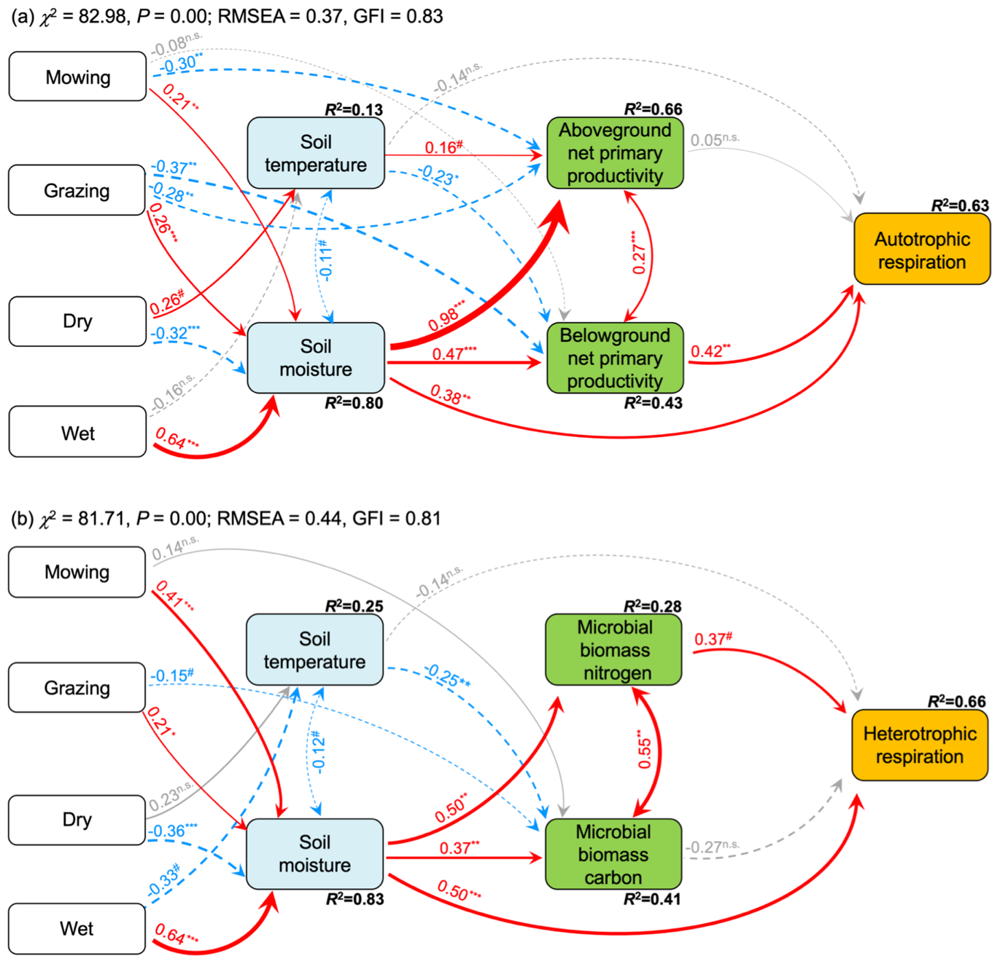 (a) χ² = 82.98, P = 0.00; RMSEA = 0.37, GFI = 0.83
-0.08n.s.
-0.30**
0.21**
Mowing
-0.14n.s.
R²=0.13
R²=0.66
Soil
temperature
0.16#
-0.23*
Aboveground
net primary
productivity
0.05n.s.
Grazing
-0.37**
-0.28**
0.26***
R²=0.63
Autotrophic
respiration
-0.11#
0.27***
Dry
0.26#
-0.32***
0.98***
Soil
moisture
0.47***
0.38**
Belowground
net primary
productivity
0.42**
-0.16n.s.
R²=0.80
R²=0.43
Wet
0.64***
(b) χ² = 81.71, P = 0.00; RMSEA = 0.44, GFI = 0.81
0.14n.s.
Mowing
0.41***
-0.14n.s.
R²=0.25
R²=0.28
Soil
temperature
-0.25**
Microbial
biomass
nitrogen
0.37#
Grazing
-0.15#
0.21*
R²=0.66
Heterotrophic
respiration
-0.12#
0.55**
0.23n.s.
Dry
-0.36***
0.50**
Soil
moisture
0.37**
0.50***
Microbial
biomass
carbon
-0.27n.s.
-0.33#
R²=0.83
R²=0.41
Wet
0.64***